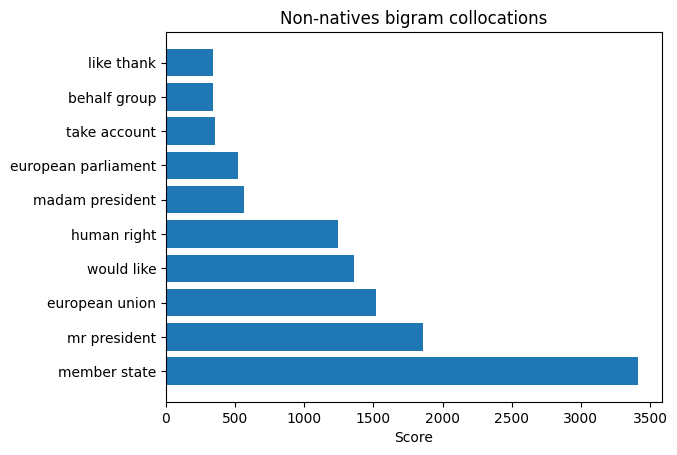 Non-natives bigram collocations
like thank
behalf group
take account
european parliament
madam president
human right
would like
european union
mr president
member state
0 500 1000 1500 2000 2500 3000 3500
Score